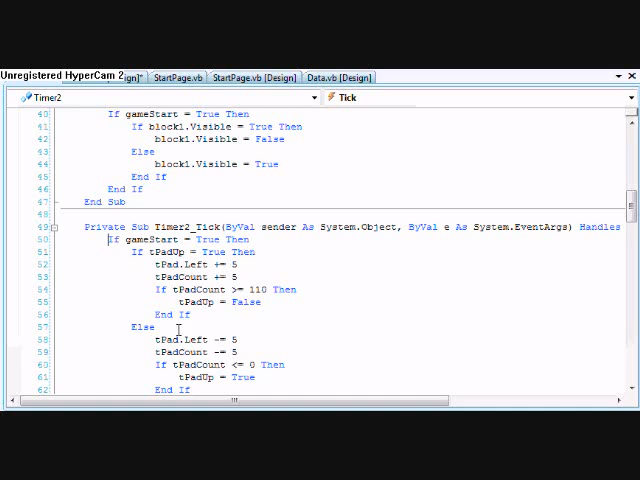 Unregistered HyperCam 2 ign]* StartPage.vb StartPage.vb [Design] Data.vb [Design]
Timer2 Tick
40 If gameStart = True Then
41 If block1.Visible = True Then
42 block1.Visible = False
43 Else
44 block1.Visible = True
45 End If
46 End If
47 End Sub
48
49 Private Sub Timer2_Tick(ByVal sender As System.Object, ByVal e As System.EventArgs) Handles
50 If gameStart = True Then
51 If tPadUp = True Then
52 tPad.Left += 5
53 tPadCount += 5
54 If tPadCount >= 110 Then
55 tPadUp = False
56 End If
57 Else
58 tPad.Left -= 5
59 tPadCount -= 5
60 If tPadCount <= 0 Then
61 tPadUp = True
62 End If